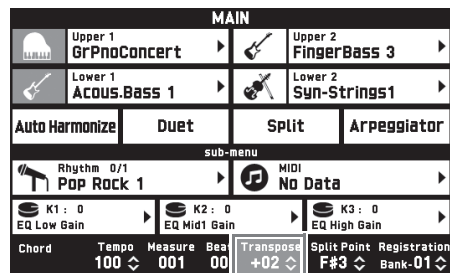 MAIN
Upper 1 Upper 2
GrPnoConcert FingerBass 3
Lower 1 Lower 2
Acous.Bass 1 Syn-Strings1
Auto Harmonize Duet Split Arpeggiator
sub-menu
Rhythm 0/1 MIDI
Pop Rock 1 No Data
K1 : 0 K2 : 0 K3 : 0
EQ Low Gain EQ Mid1 Gain EQ High Gain
Chord Tempo Measure Beat Transpose Split Point Registration
100 001 00 +02 F#3 Bank-01